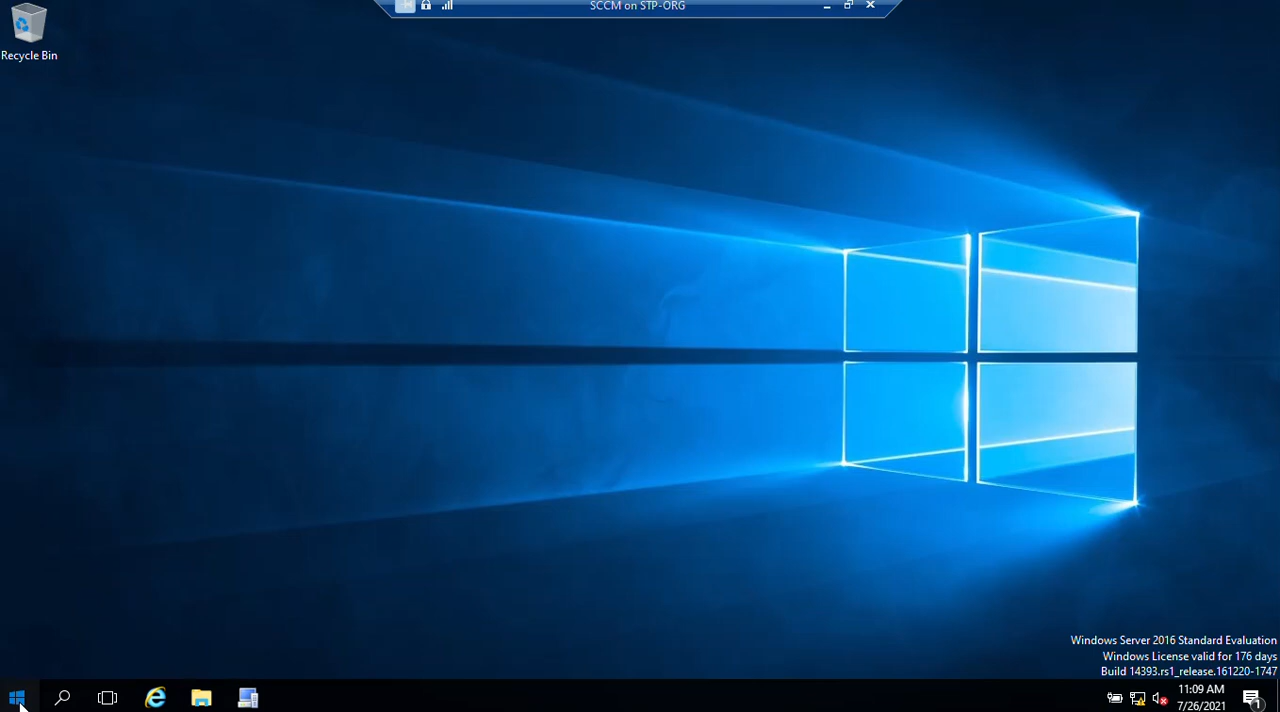 SCCM on STP-ORG
Recycle Bin
Windows Server 2016 Standard Evaluation
Windows License valid for 176 days
Build 14393.rs1_release.161220-1747
11:09 AM
7/26/2021
1